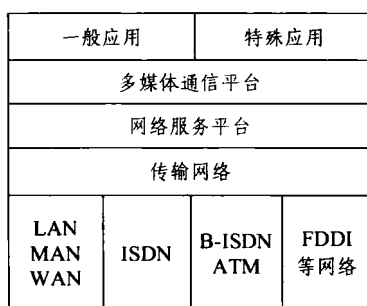 一般应用
特殊应用
多媒体通信平台
网络服务平台
传输网络
LAN
MAN
WAN
ISDN
B-ISDN
ATM
FDDI
等网络